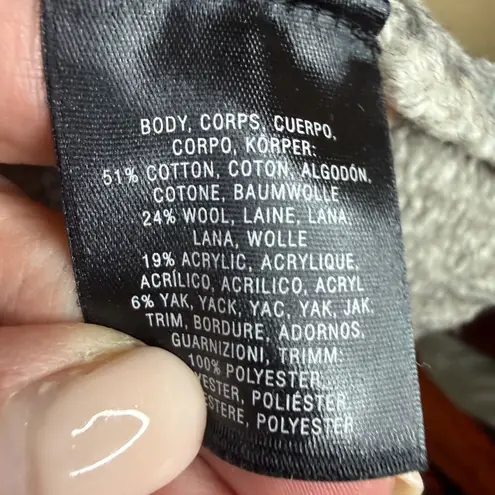 BODY, CORPS, CUERPO,
CORPO, KÖRPER:
51% COTTON, COTON, ALGODÓN,
COTONE, BAUMWOLLE
24% WOOL, LAINE, LANA,
LANA, WOLLE
19% ACRYLIC, ACRYLIQUE,
ACRÍLICO, ACRILICO, ACRYL
6% YAK, YACK, YAC, YAK, JAK.
TRIM, BORDURE, ADORNOS,
GUARNIZIONI, TRIMM:
100% POLYESTER,
POLIÉSTER,
POLYESTER